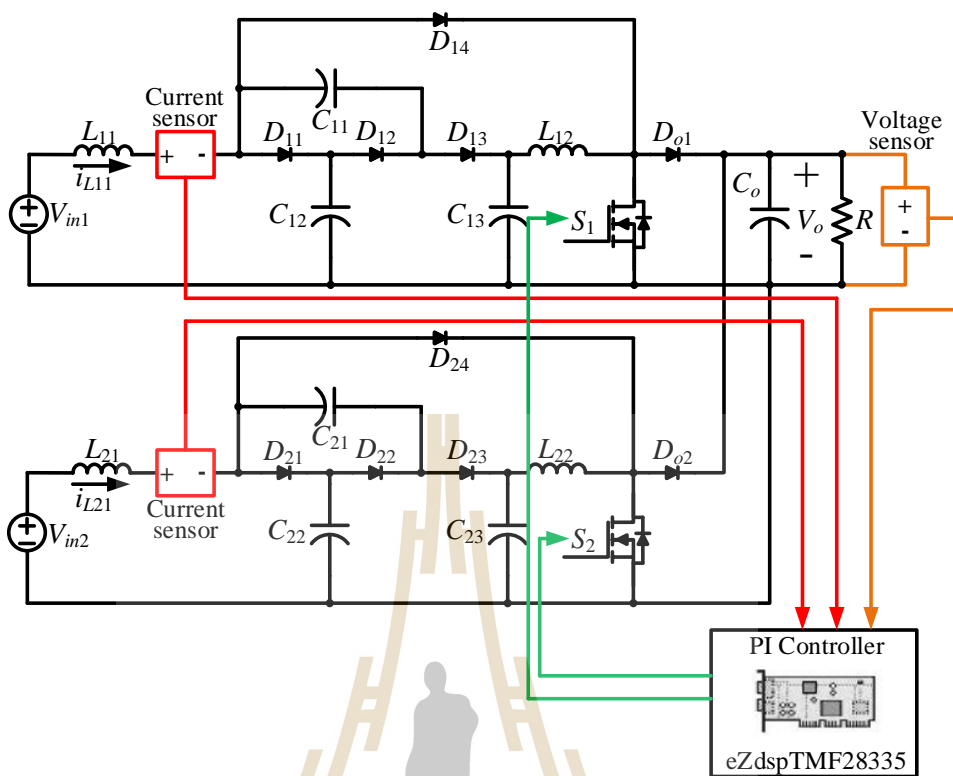 D14
Current
sensor
C11
Voltage
sensor
L11
+ -
D11
D12
D13
L12
Do1
iL11
Vin1
C12
C13
S1
Co
+
Vo
-
R
+
-
D24
C21
L21
+ -
D21
D22
D23
L22
Do2
iL21
Current
sensor
Vin2
C22
C23
S2
PI Controller
eZdspTMF28335